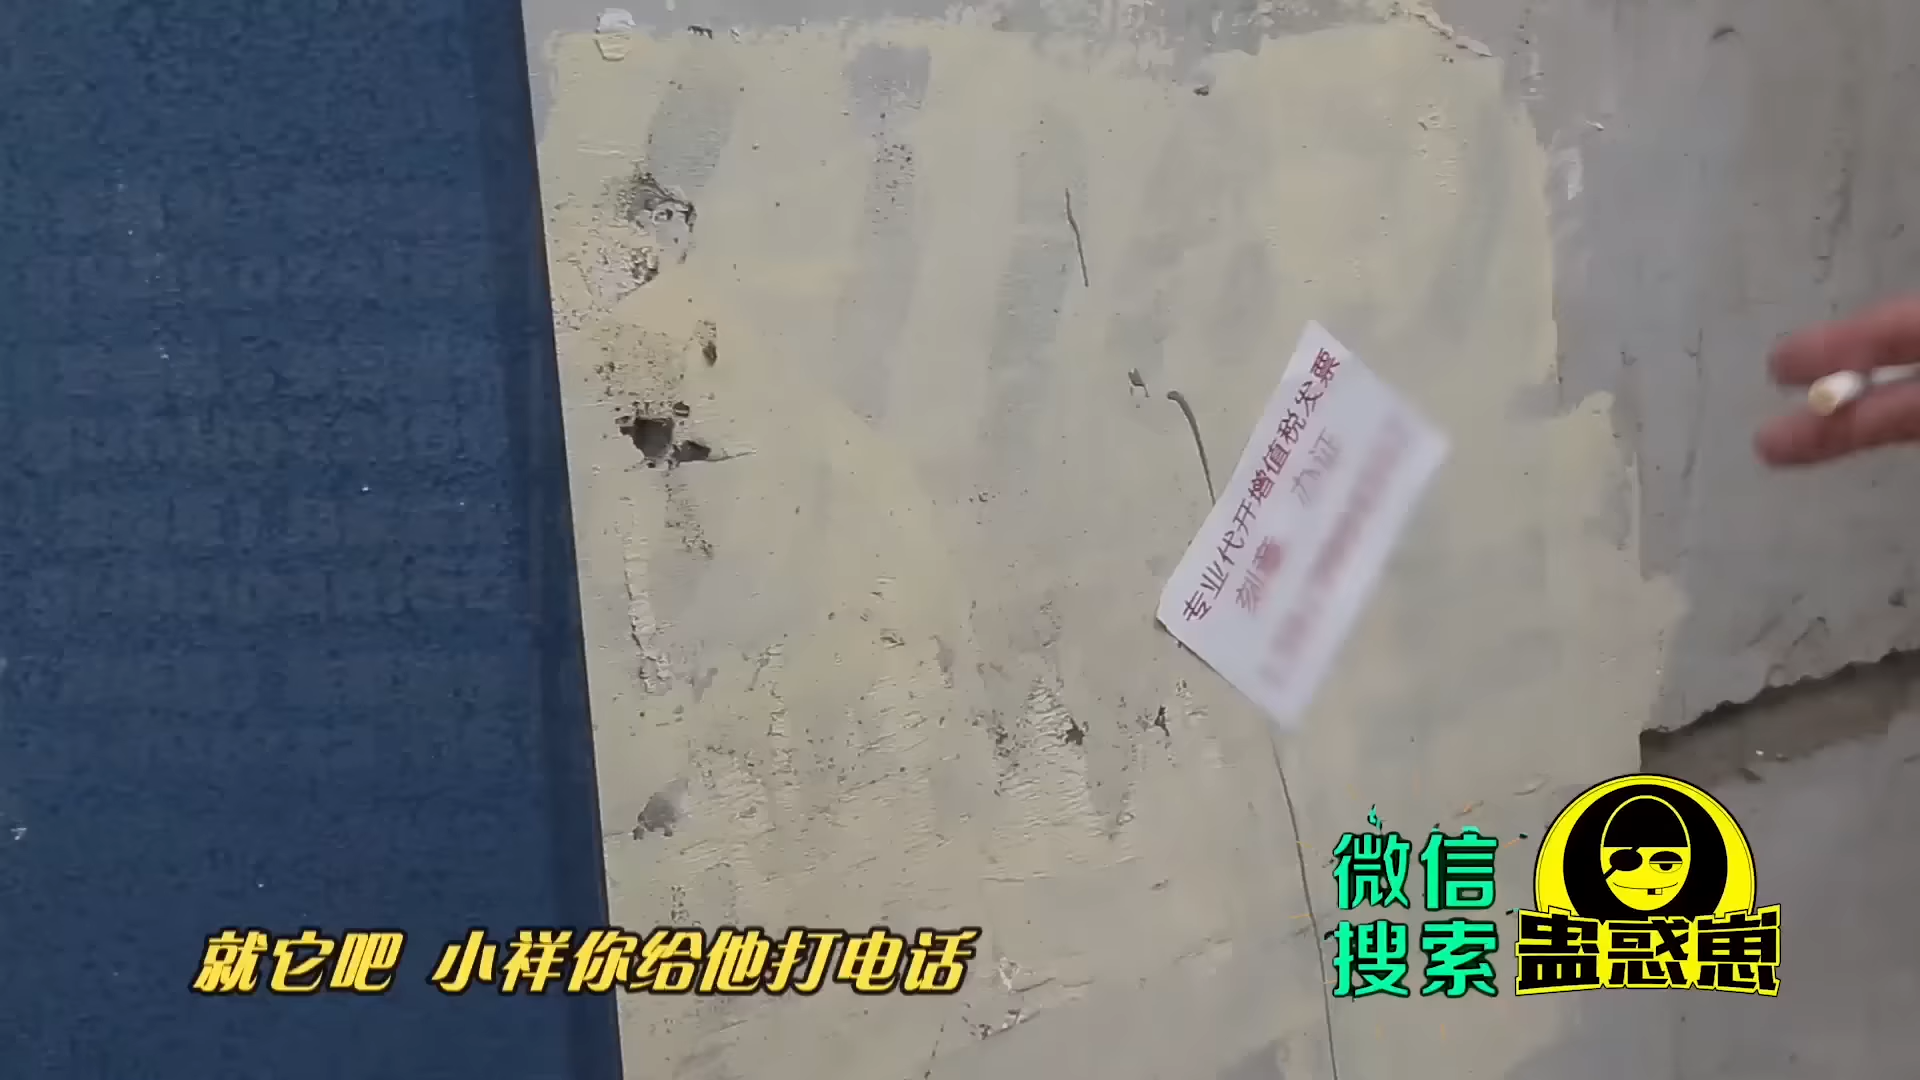 专业代开增值税发票
刻章 办证
就它吧 小祥你给他打电话
微信
搜索
蛊惑崽